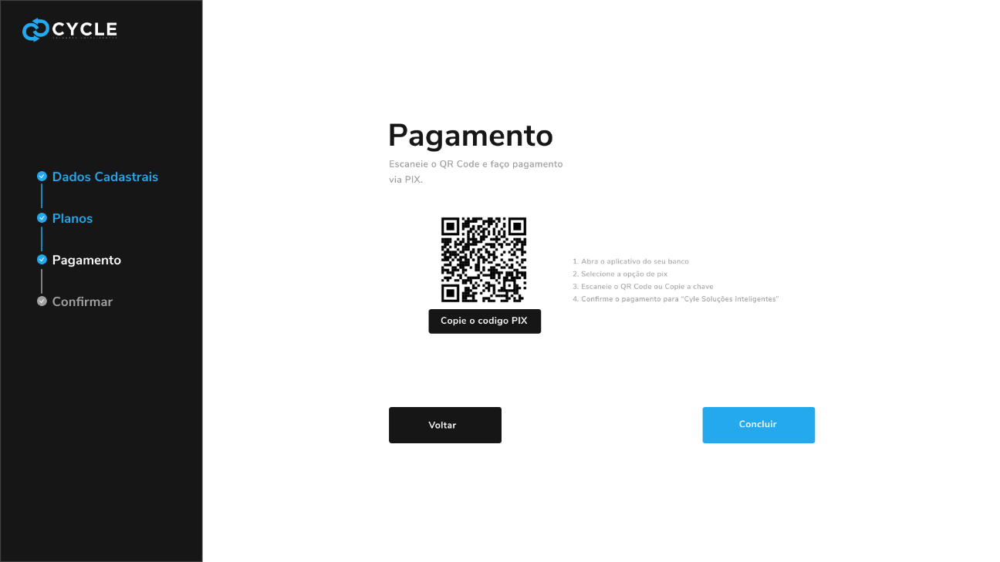 CYCLE
Dados Cadastrais
Planos
Pagamento
Confirmar
Pagamento
Escaneie o QR Code e faço pagamento
via PIX.
Copie o codigo PIX
1. Abra o aplicativo do seu banco
2. Selecione a opção de pix
3. Escaneie o QR Code ou Copie a chave
4. Confirme o pagamento para “Cyle Soluções Inteligentes”
Voltar
Concluir